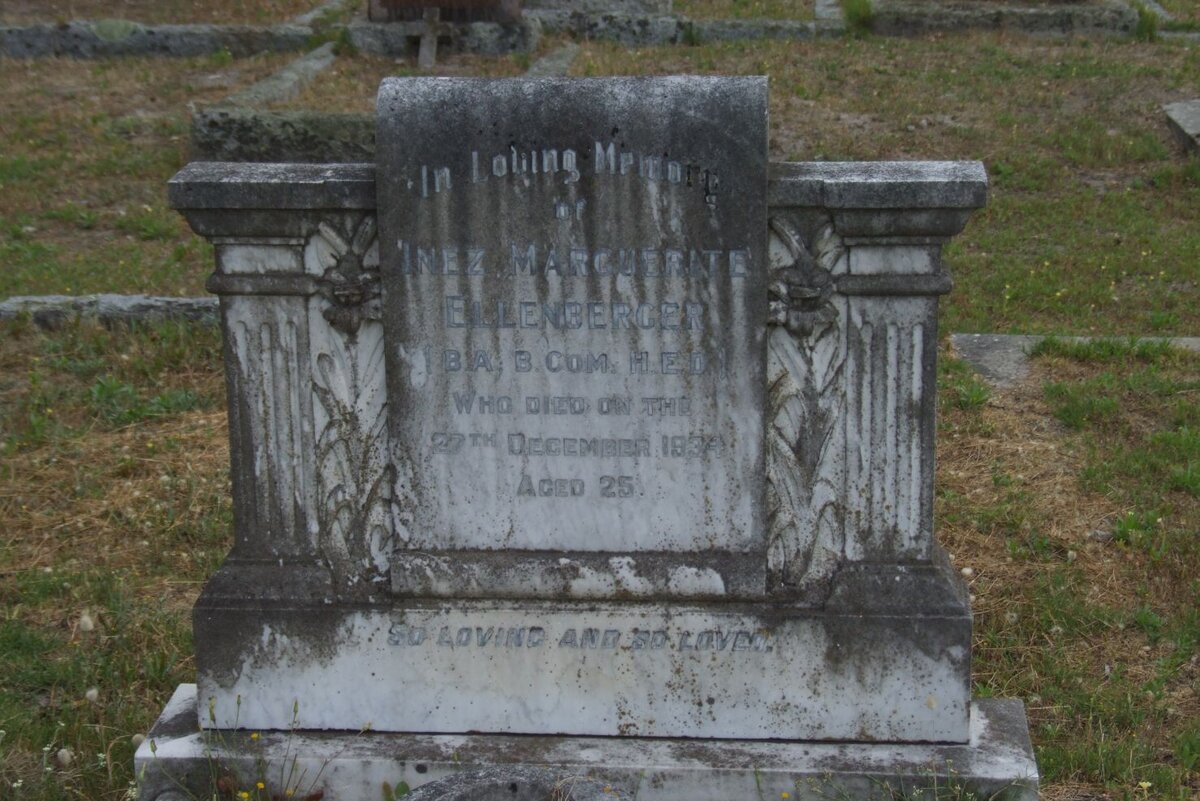 In Loving Memory
of
INEZ MARGUERITE
ELLENBERGER
(B.A, B.COM. H.E.D.)
WHO DIED ON THE
27TH DECEMBER 1934
AGED 25.
SO LOVING AND SO LOVED.